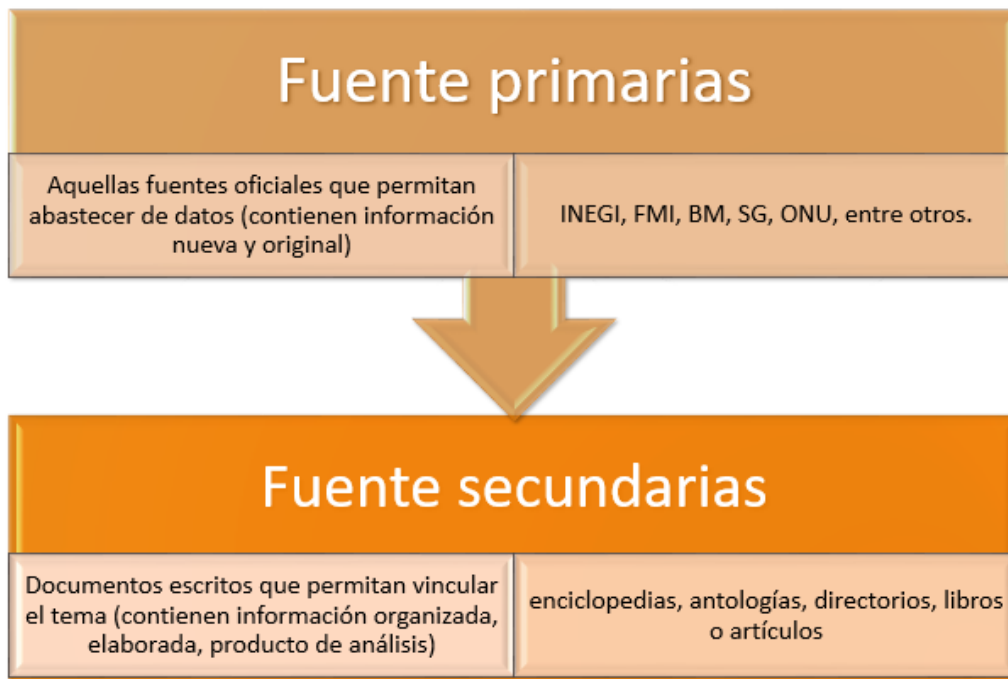 Fuente primarias
Aquellas fuentes oficiales que permitan
abastecer de datos (contienen información
nueva y original)
INEGI, FMI, BM, SG, ONU, entre otros.
Fuente secundarias
Documentos escritos que permitan vincular
el tema (contienen información organizada,
elaborada, producto de análisis)
enciclopedias, antologías, directorios, libros
o artículos